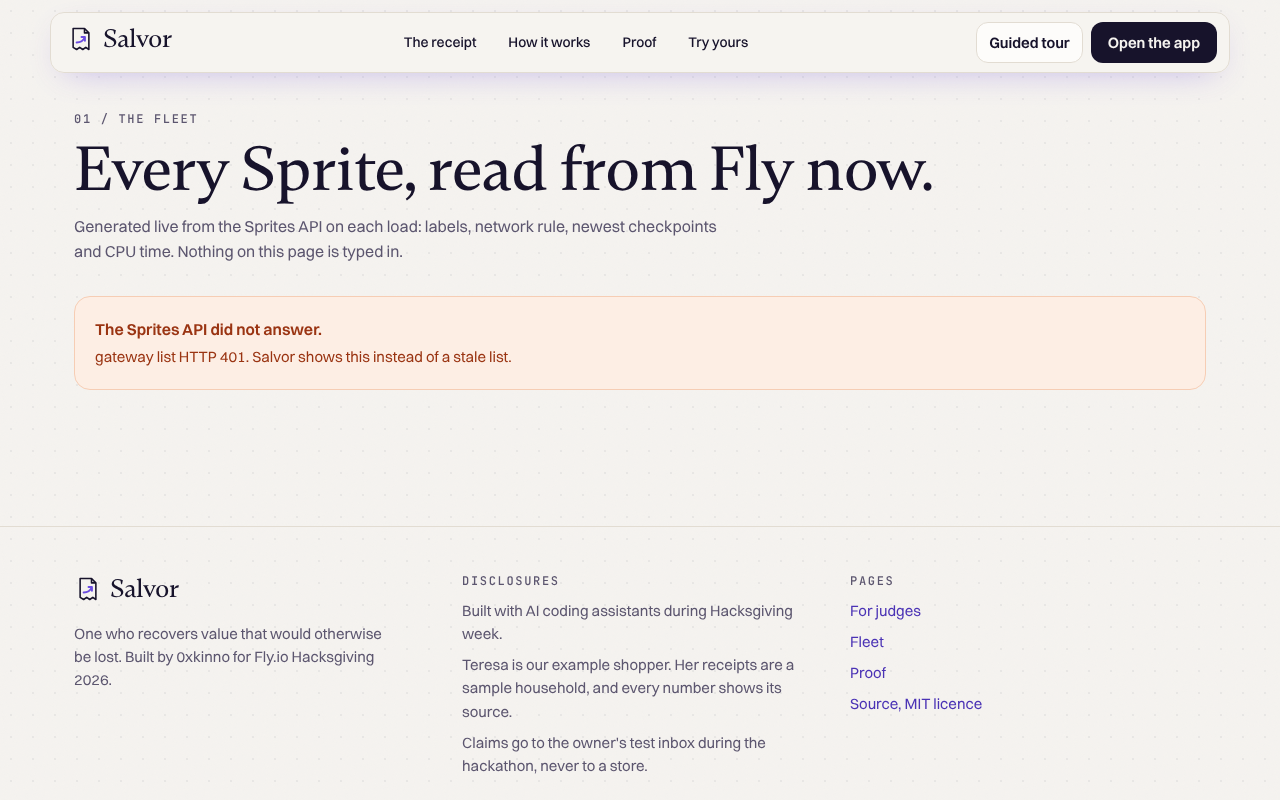 Salvor
The receipt
How it works
Proof
Try yours
Guided tour
Open the app
01 / THE FLEET
Every Sprite, read from Fly now.
Generated live from the Sprites API on each load: labels, network rule, newest checkpoints
and CPU time. Nothing on this page is typed in.
The Sprites API did not answer.
gateway list HTTP 401. Salvor shows this instead of a stale list.
Salvor
One who recovers value that would otherwise
be lost. Built by 0xkinno for Fly.io Hacksgiving
2026.
DISCLOSURES
Built with AI coding assistants during Hacksgiving
week.
Teresa is our example shopper. Her receipts are a
sample household, and every number shows its
source.
Claims go to the owner's test inbox during the
hackathon, never to a store.
PAGES
For judges
Fleet
Proof
Source, MIT licence